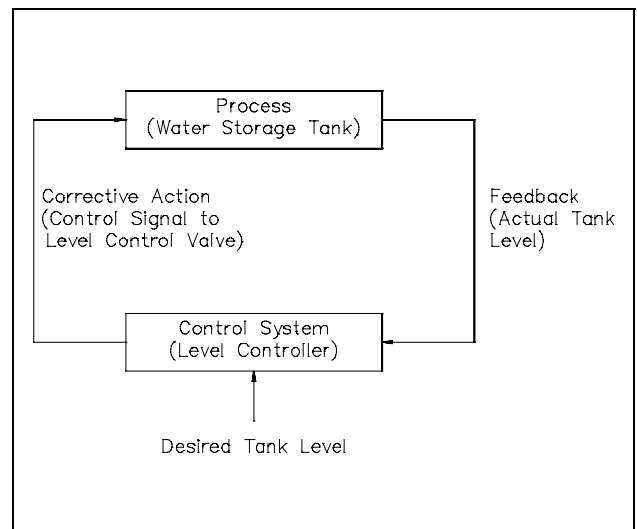 Process
(Water Storage Tank)
Corrective Action
(Control Signal to
Level Control Valve)
Feedback
(Actual Tank
Level)
Control System
(Level Controller)
Desired Tank Level